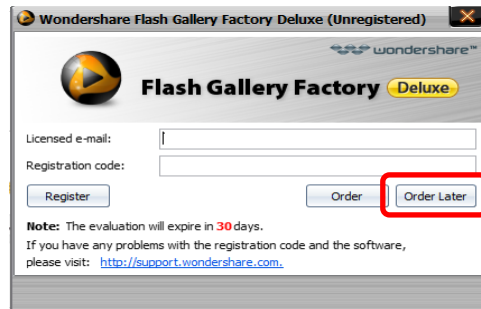 Wondershare Flash Gallery Factory Deluxe (Unregistered)
wondershare™
Flash Gallery Factory Deluxe
Licensed e-mail:
Registration code:
Register Order Order Later
Note: The evaluation will expire in 30 days.
If you have any problems with the registration code and the software,
please visit: http://support.wondershare.com.